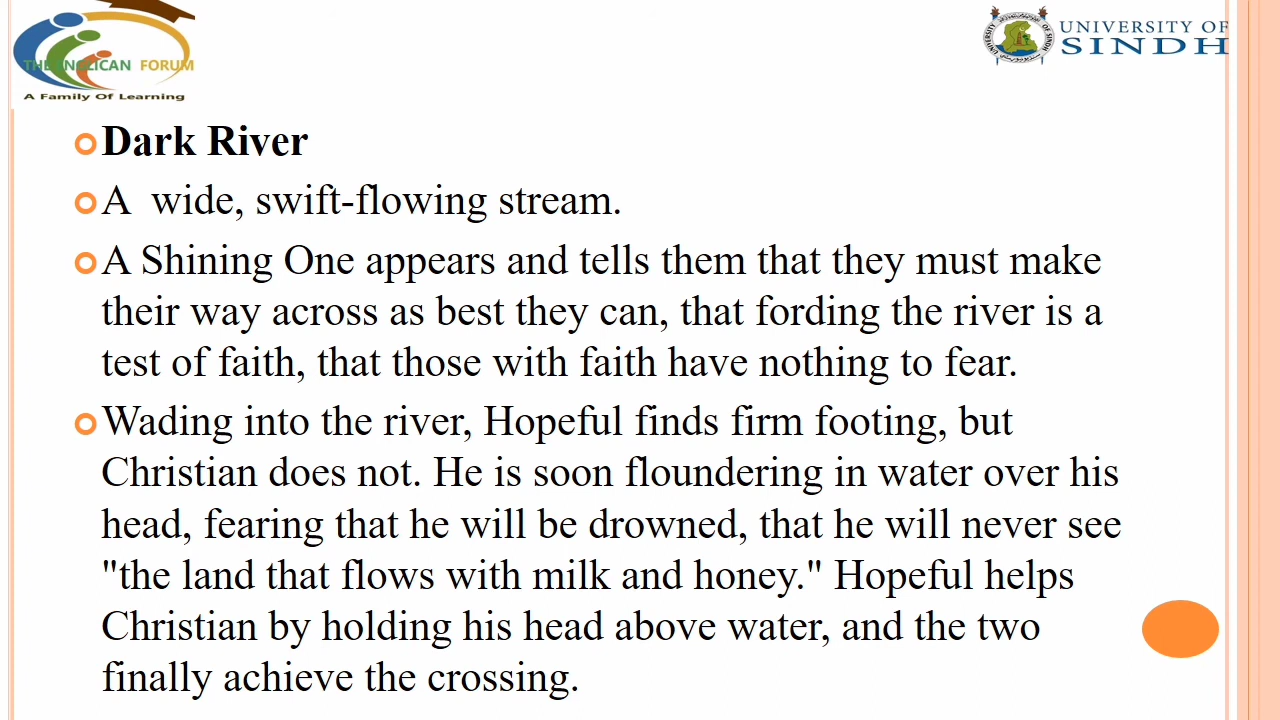 THE ANGLICAN FORUM
A Family Of Learning
UNIVERSITY OF
SINDH
Dark River
A  wide, swift-flowing stream.
A Shining One appears and tells them that they must make
their way across as best they can, that fording the river is a
test of faith, that those with faith have nothing to fear.
Wading into the river, Hopeful finds firm footing, but
Christian does not. He is soon floundering in water over his
head, fearing that he will be drowned, that he will never see
"the land that flows with milk and honey." Hopeful helps
Christian by holding his head above water, and the two
finally achieve the crossing.